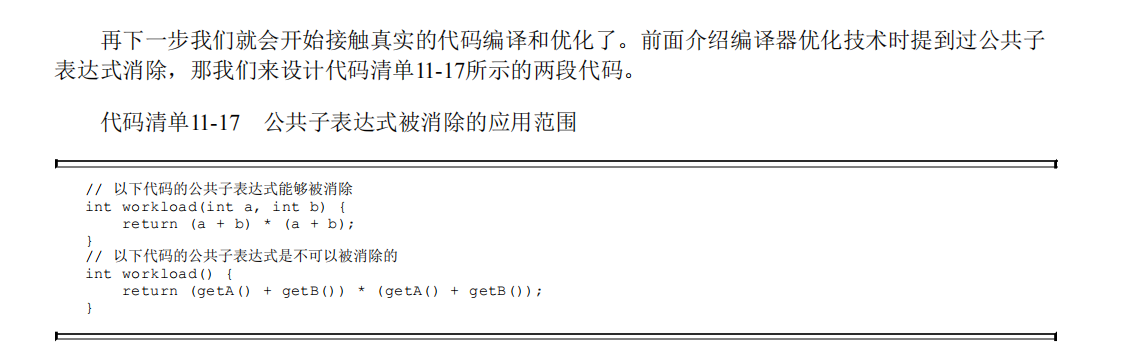 再下一步我们就会开始接触真实的代码编译和优化了。前面介绍编译器优化技术时提到过公共子
表达式消除，那我们来设计代码清单11-17所示的两段代码。
代码清单11-17 公共子表达式被消除的应用范围
// 以下代码的公共子表达式能够被消除
int workload(int a, int b) {
    return (a + b) * (a + b);
}
// 以下代码的公共子表达式是不可以被消除的
int workload() {
    return (getA() + getB()) * (getA() + getB());
}